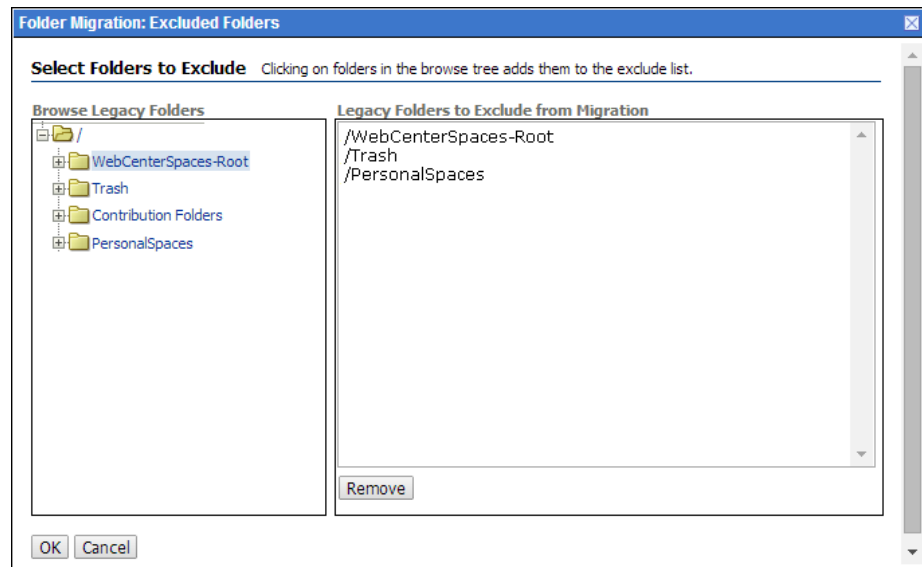 Folder Migration: Excluded Folders
Select Folders to Exclude Clicking on folders in the browse tree adds them to the exclude list.
Browse Legacy Folders
/
WebCenterSpaces-Root
Trash
Contribution Folders
PersonalSpaces
Legacy Folders to Exclude from Migration
/WebCenterSpaces-Root
/Trash
/PersonalSpaces
Remove
OK Cancel